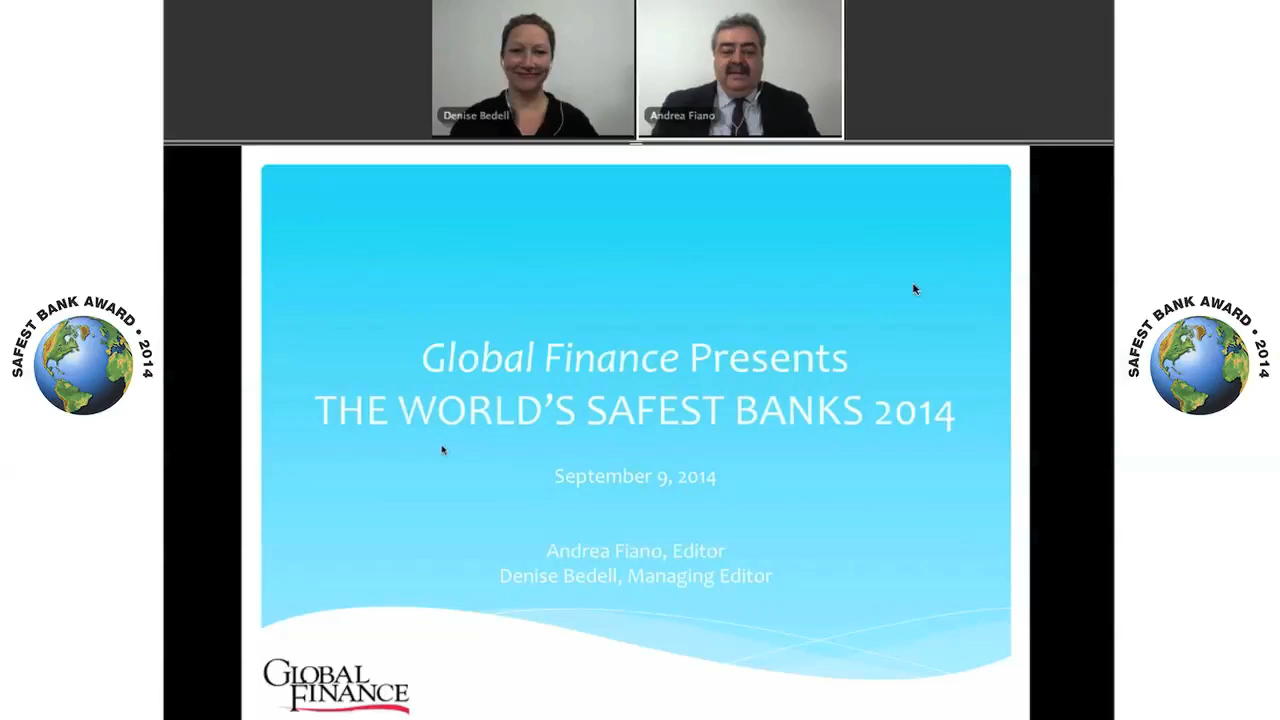 Denise Bedell
Andrea Fiano
SAFEST BANK AWARD • 2014
SAFEST BANK AWARD • 2014
Global Finance Presents
THE WORLD'S SAFEST BANKS 2014
September 9, 2014
Andrea Fiano, Editor
Denise Bedell, Managing Editor
GLOBAL
FINANCE